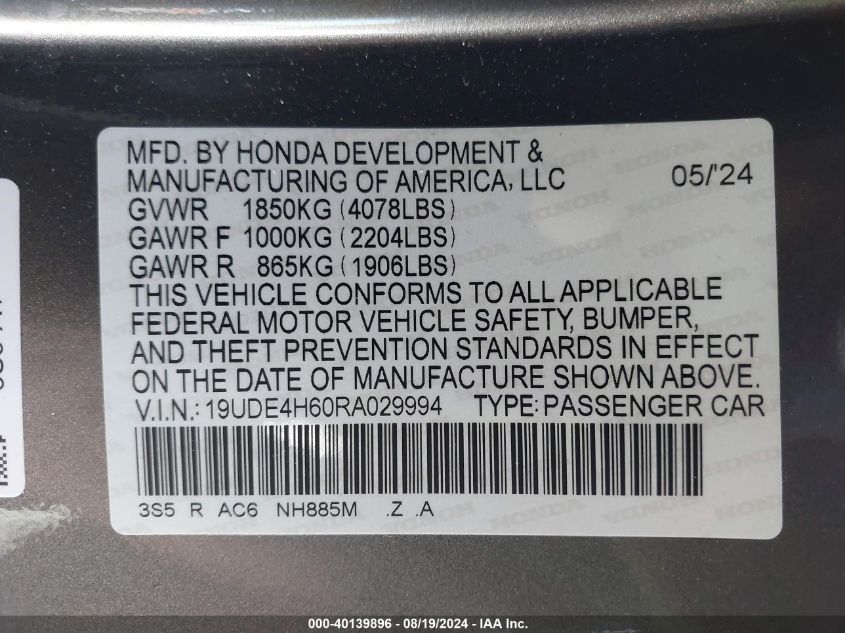 MFD. BY HONDA DEVELOPMENT &
MANUFACTURING OF AMERICA, LLC 05/'24
GVWR 1850KG (4078LBS)
GAWR F 1000KG (2204LBS)
GAWR R 865KG (1906LBS)
THIS VEHICLE CONFORMS TO ALL APPLICABLE
FEDERAL MOTOR VEHICLE SAFETY, BUMPER,
AND THEFT PREVENTION STANDARDS IN EFFECT
ON THE DATE OF MANUFACTURE SHOWN ABOVE.
V.I.N.: 19UDE4H60RA029994 TYPE: PASSENGER CAR
3S5 R AC6 NH885M .Z .A
000-40139896 - 08/19/2024 - IAA Inc.